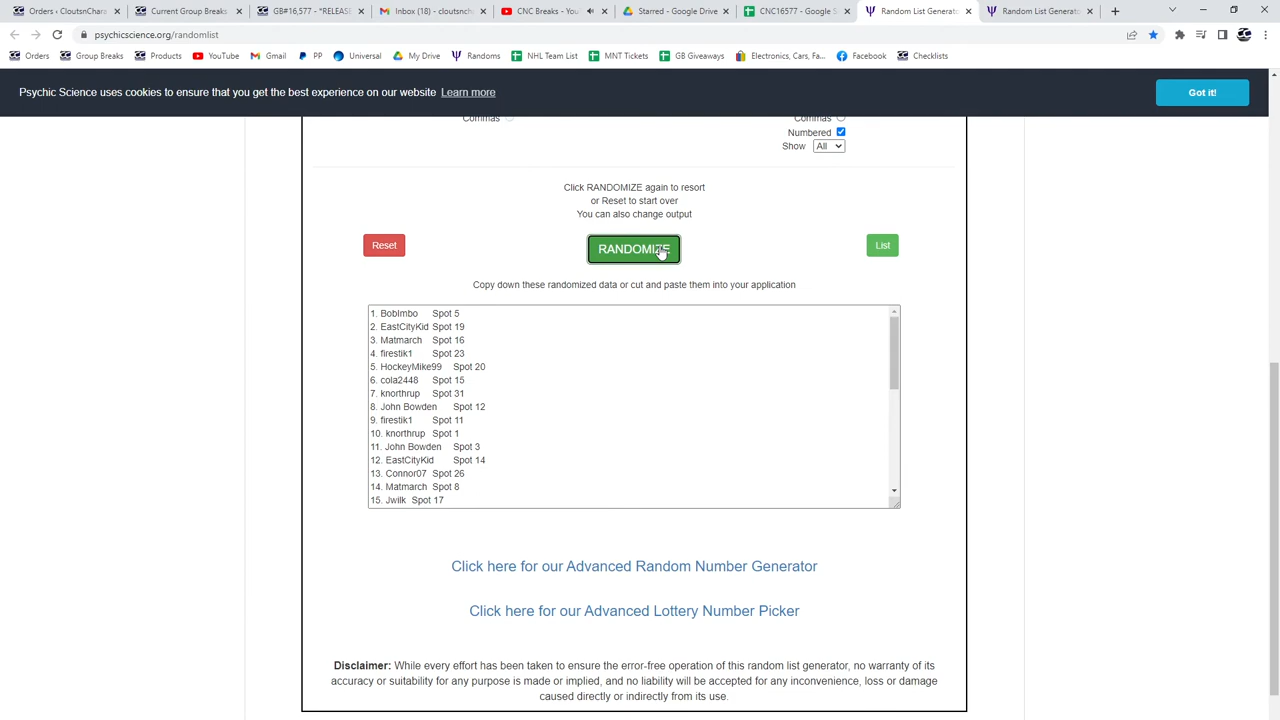 Orders · CloutsnChara
Current Group Breaks
GB#16,577 - *RELEASE
Inbox (18) - cloutsnchc
CNC Breaks - You
Starred - Google Drive
CNC16577 - Google S
Random List Generato
Random List Generato
psychicscience.org/randomlist
Orders
Group Breaks
Products
YouTube
Gmail
PP
Universal
My Drive
Randoms
NHL Team List
MNT Tickets
GB Giveaways
Electronics, Cars, Fa...
Facebook
Checklists
Psychic Science uses cookies to ensure that you get the best experience on our website Learn more
Got it!
Commas
Commas
Numbered
Show All
Click RANDOMIZE again to resort
or Reset to start over
You can also change output
Reset
RANDOMIZE
List
Copy down these randomized data or cut and paste them into your application
1. BobImbo Spot 5
2. EastCityKid Spot 19
3. Matmarch Spot 16
4. firestik1 Spot 23
5. HockeyMike99 Spot 20
6. cola2448 Spot 15
7. knorthrup Spot 31
8. John Bowden Spot 12
9. firestik1 Spot 11
10. knorthrup Spot 1
11. John Bowden Spot 3
12. EastCityKid Spot 14
13. Connor07 Spot 26
14. Matmarch Spot 8
15. Jwilk Spot 17
Click here for our Advanced Random Number Generator
Click here for our Advanced Lottery Number Picker
Disclaimer: While every effort has been taken to ensure the error-free operation of this random list generator, no warranty of its
accuracy or suitability for any purpose is made or implied, and no liability will be accepted for any inconvenience, loss or damage
caused directly or indirectly from its use.